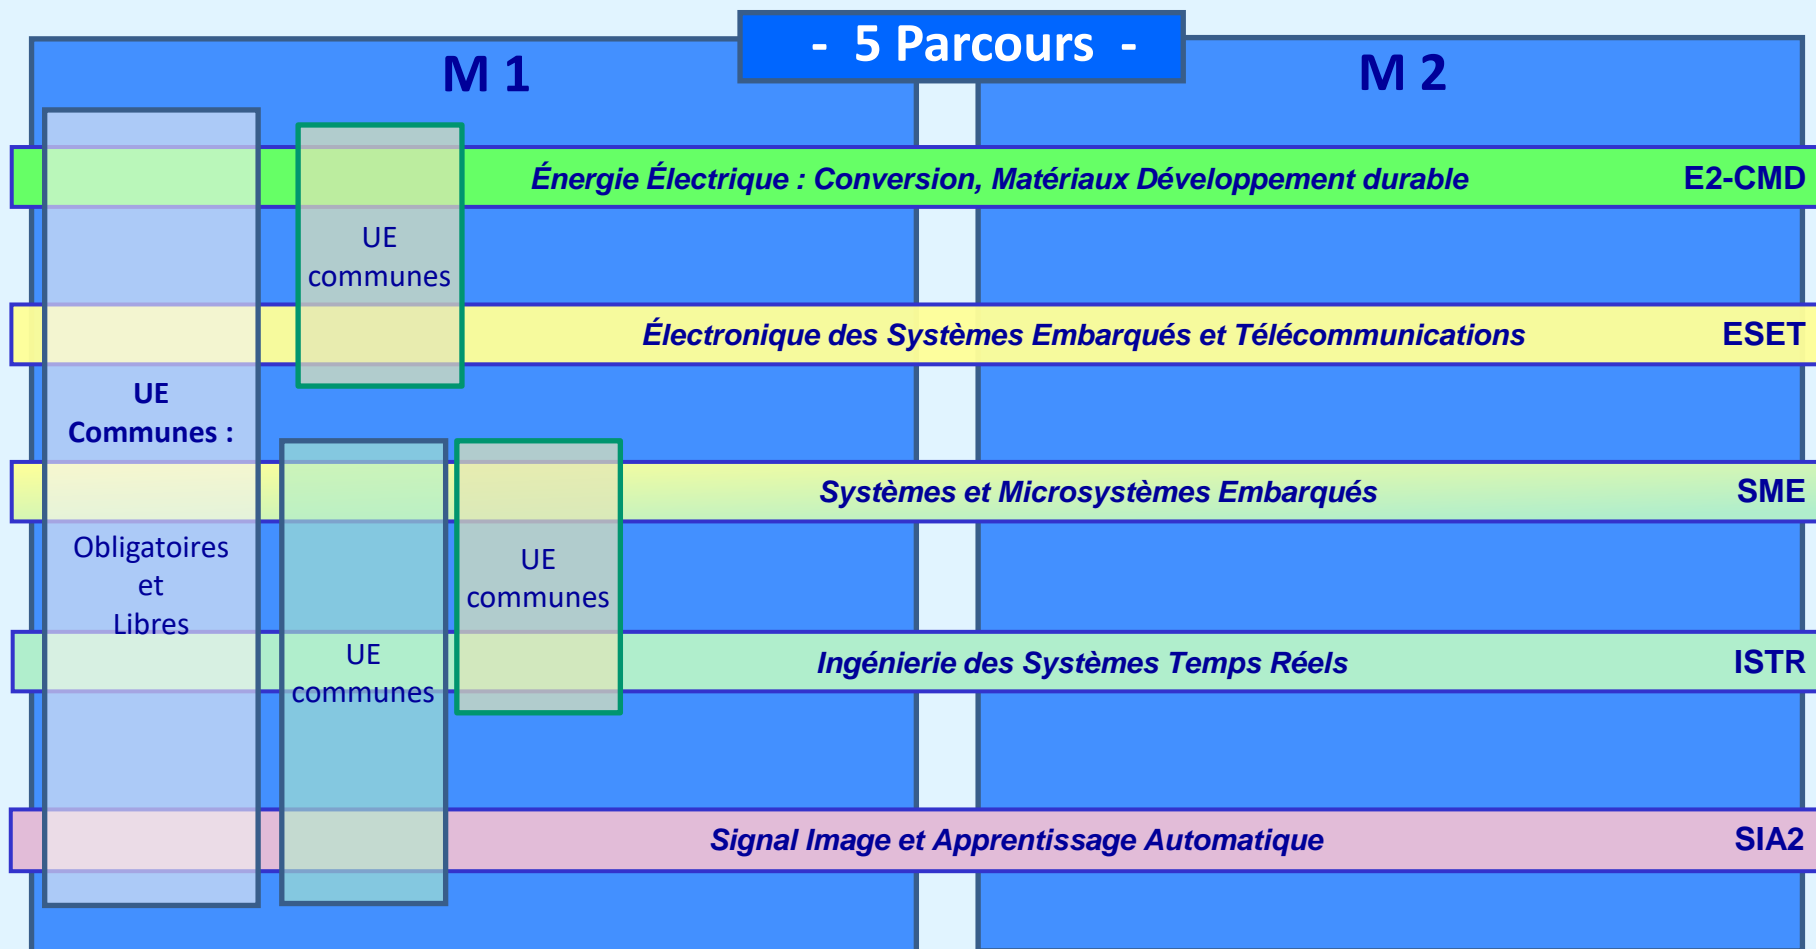 - 5 Parcours -
M 1
M 2
Énergie Électrique : Conversion, Matériaux Développement durable
E2-CMD
UE
communes
Électronique des Systèmes Embarqués et Télécommunications
ESET
UE
Communes :
Obligatoires
et
Libres
Systèmes et Microsystèmes Embarqués
SME
UE
communes
UE
communes
Ingénierie des Systèmes Temps Réels
ISTR
Signal Image et Apprentissage Automatique
SIA2